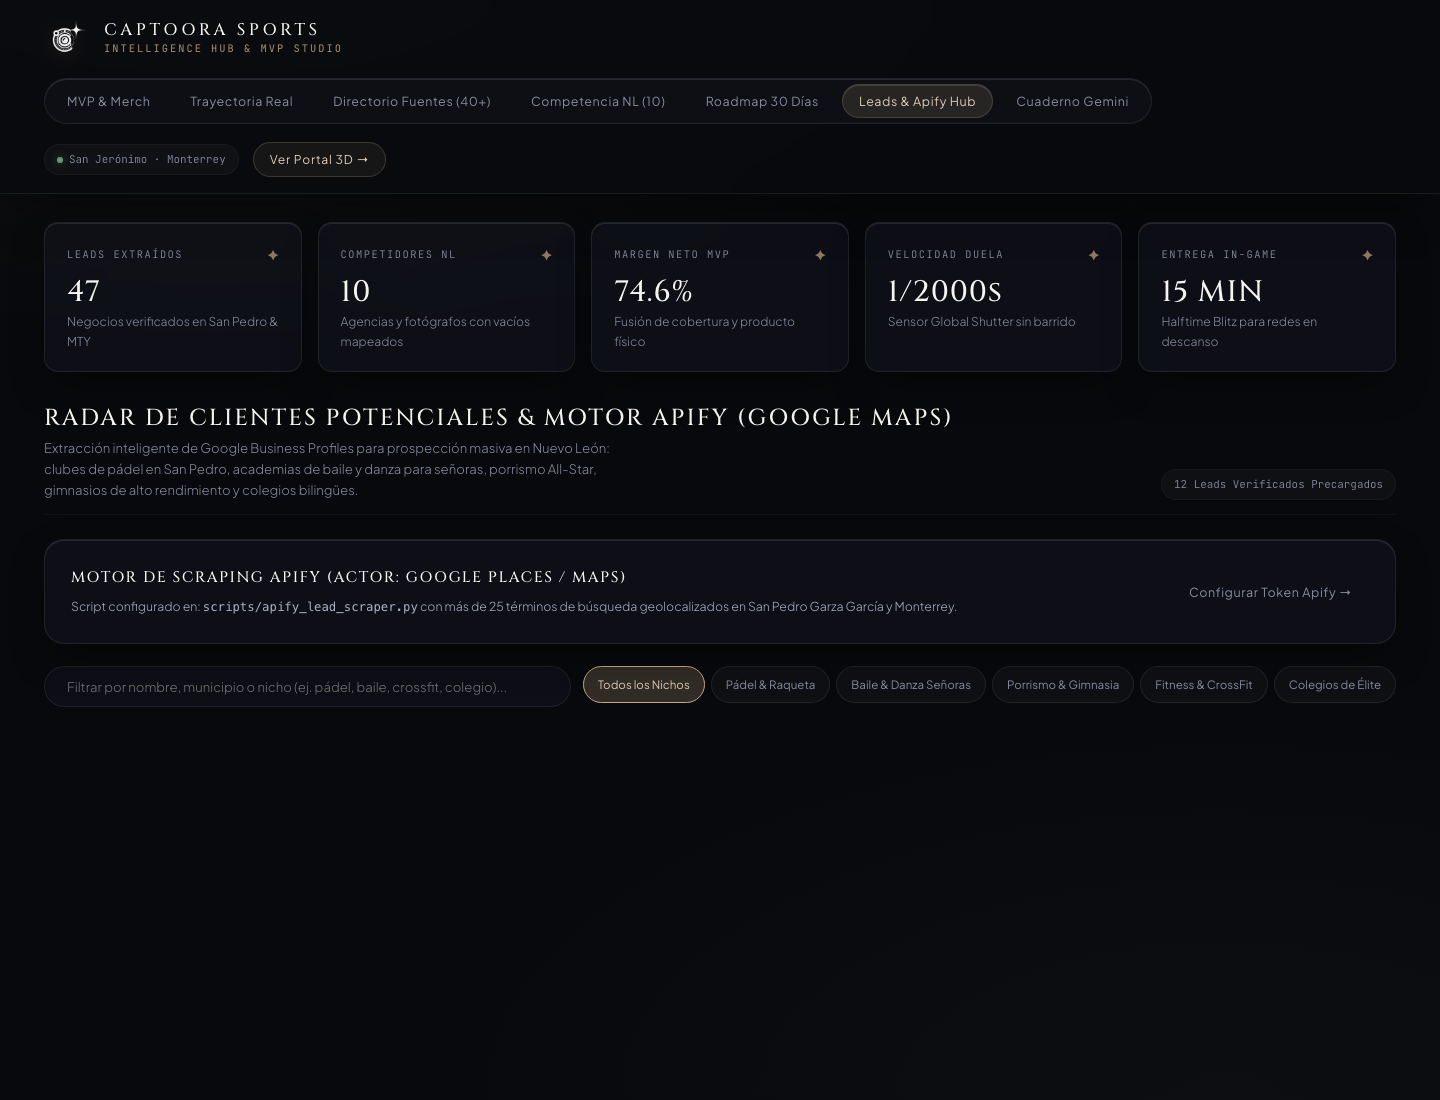 CAPTOORA SPORTS
INTELLIGENCE HUB & MVP STUDIO
MVP & Merch
Trayectoria Real
Directorio Fuentes (40+)
Competencia NL (10)
Roadmap 30 Días
Leads & Apify Hub
Cuaderno Gemini
San Jerónimo · Monterrey
Ver Portal 3D →
LEADS EXTRAÍDOS
47
Negocios verificados en San Pedro &
MTY
COMPETIDORES NL
10
Agencias y fotógrafos con vacíos
mapeados
MARGEN NETO MVP
74.6%
Fusión de cobertura y producto
físico
VELOCIDAD DUELA
1/2000s
Sensor Global Shutter sin barrido
ENTREGA IN-GAME
15 MIN
Halftime Blitz para redes en
descanso
RADAR DE CLIENTES POTENCIALES & MOTOR APIFY (GOOGLE MAPS)
Extracción inteligente de Google Business Profiles para prospección masiva en Nuevo León:
clubes de pádel en San Pedro, academias de baile y danza para señoras, porrismo All-Star,
gimnasios de alto rendimiento y colegios bilingües.
12 Leads Verificados Precargados
MOTOR DE SCRAPING APIFY (ACTOR: GOOGLE PLACES / MAPS)
Script configurado en: scripts/apify_lead_scraper.py con más de 25 términos de búsqueda geolocalizados en San Pedro Garza García y Monterrey.
Configurar Token Apify →
Filtrar por nombre, municipio o nicho (ej. pádel, baile, crossfit, colegio)...
Todos los Nichos
Pádel & Raqueta
Baile & Danza Señoras
Porrismo & Gimnasia
Fitness & CrossFit
Colegios de Élite